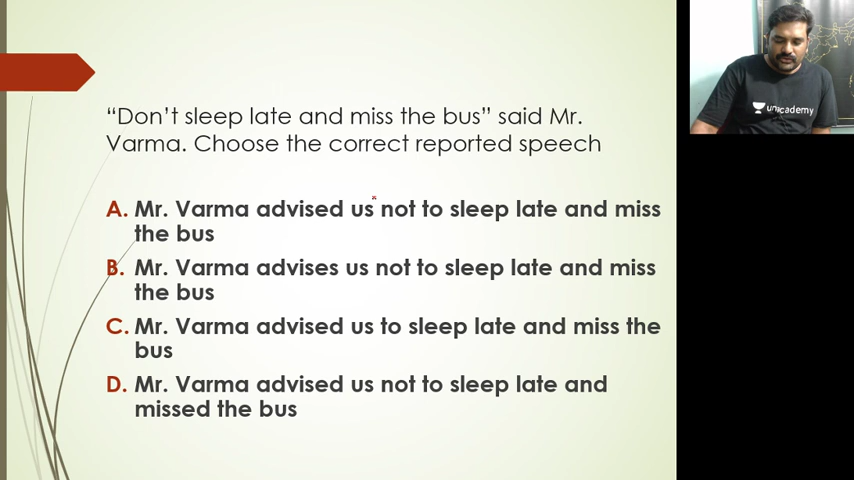 “Don’t sleep late and miss the bus” said Mr.
Varma. Choose the correct reported speech
A. Mr. Varma advised us not to sleep late and miss
the bus
B. Mr. Varma advises us not to sleep late and miss
the bus
C. Mr. Varma advised us to sleep late and miss the
bus
D. Mr. Varma advised us not to sleep late and
missed the bus
unacademy